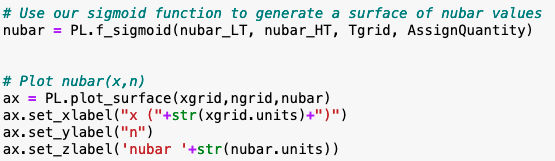 # Use our sigmoid function to generate a surface of nubar values
nubar = PL.f_sigmoid(nubar_LT, nubar_HT, Tgrid, AssignQuantity)
# Plot nubar(x,n)
ax = PL.plot_surface(xgrid,ngrid,nubar)
ax.set_xlabel("x ("+str(xgrid.units)+")")
ax.set_ylabel("n")
ax.set_zlabel('nubar '+str(nubar.units))